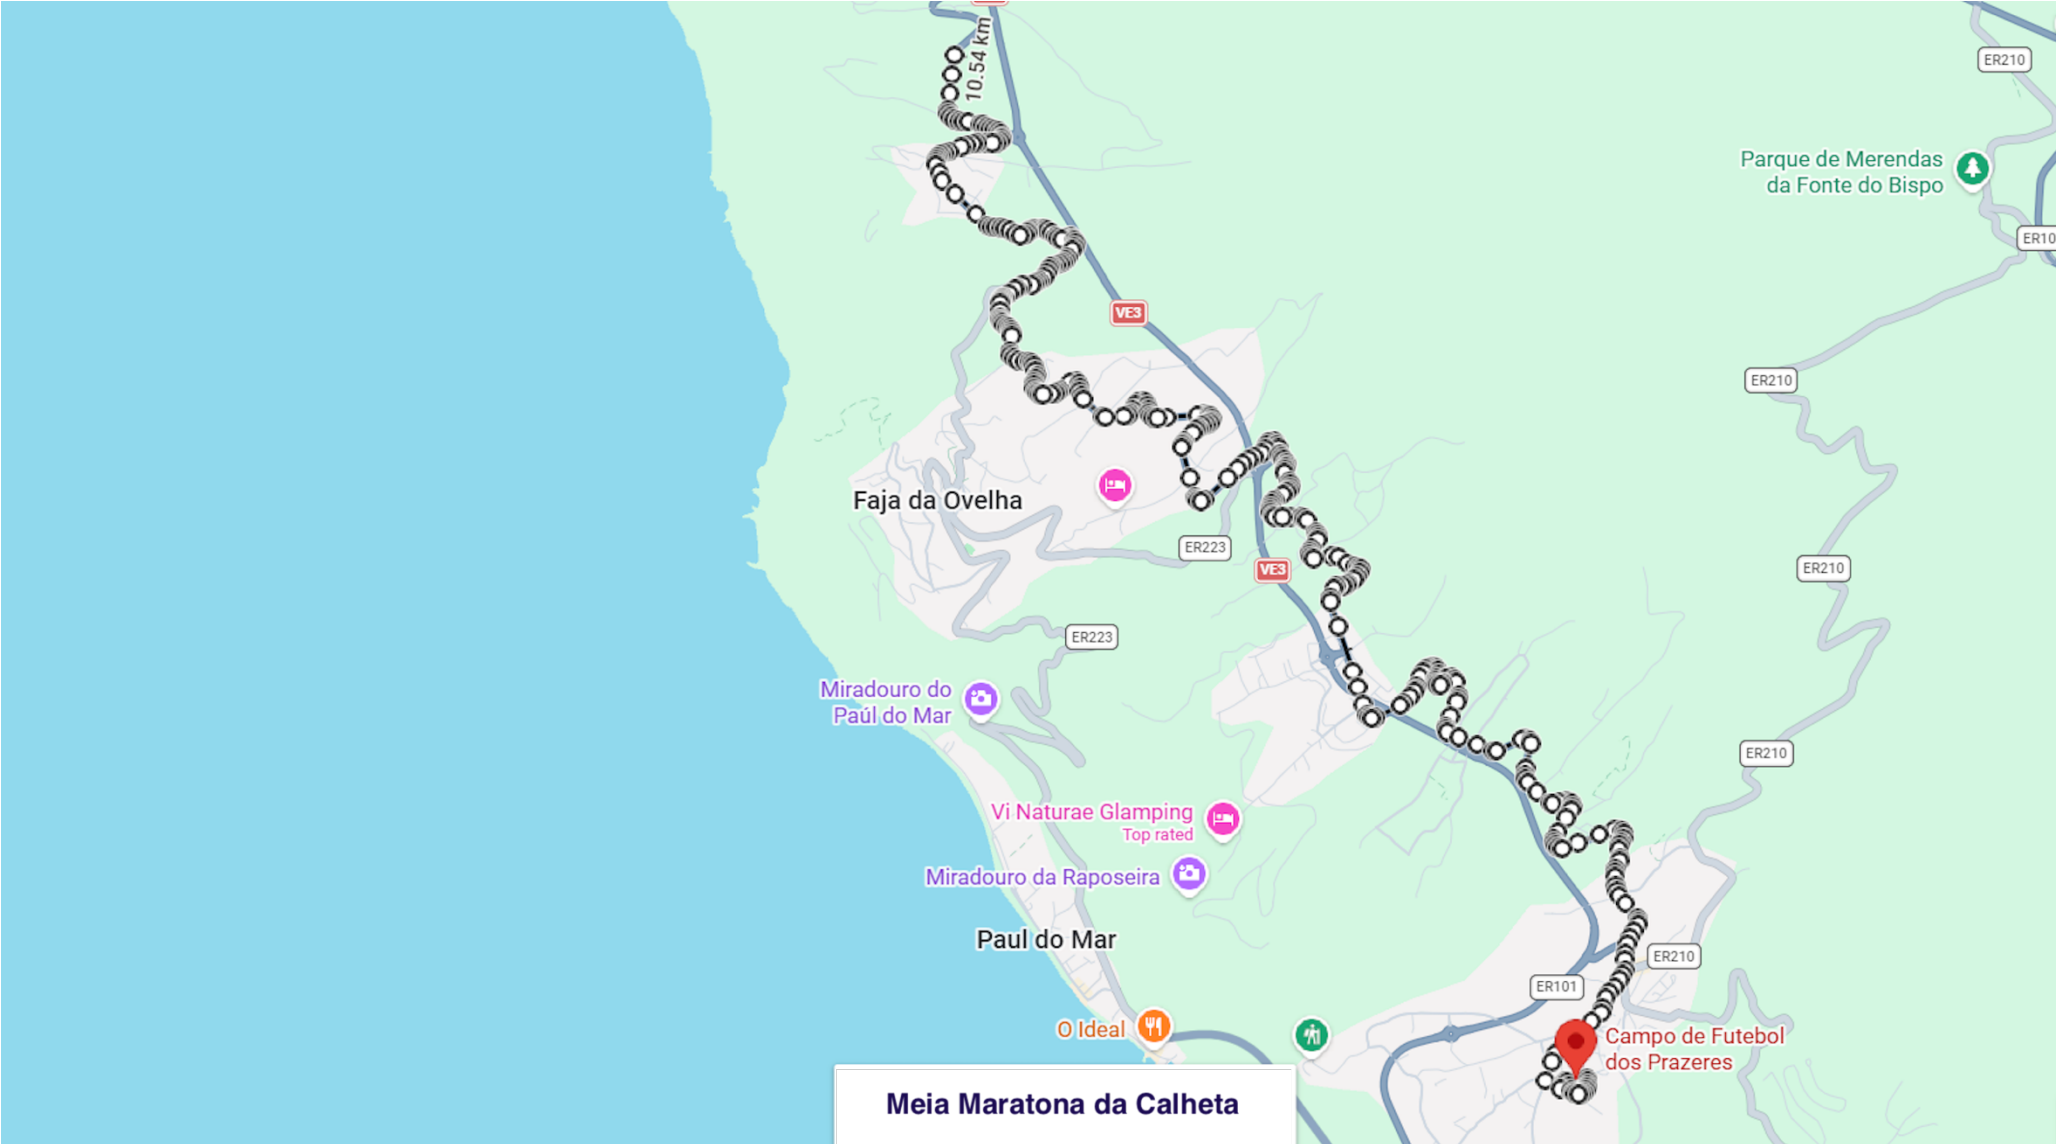 10.54 km
ER210
Parque de Merendas
da Fonte do Bispo
ER10
VE3
ER210
Faja da Ovelha
ER223
VE3
ER210
ER223
Miradouro do
Paúl do Mar
ER210
Vi Naturae Glamping
Top rated
Miradouro da Raposeira
Paul do Mar
ER210
ER101
O Ideal
Campo de Futebol
dos Prazeres
Meia Maratona da Calheta